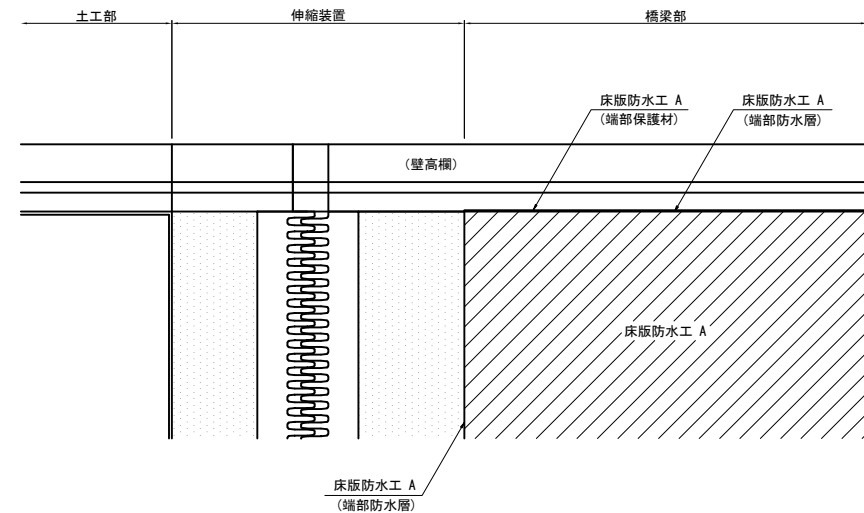 土工部
伸縮装置
橋梁部
床版防水工 A
(端部保護材)
床版防水工 A
(端部防水層)
(壁高欄)
床版防水工 A
床版防水工 A
(端部防水層)